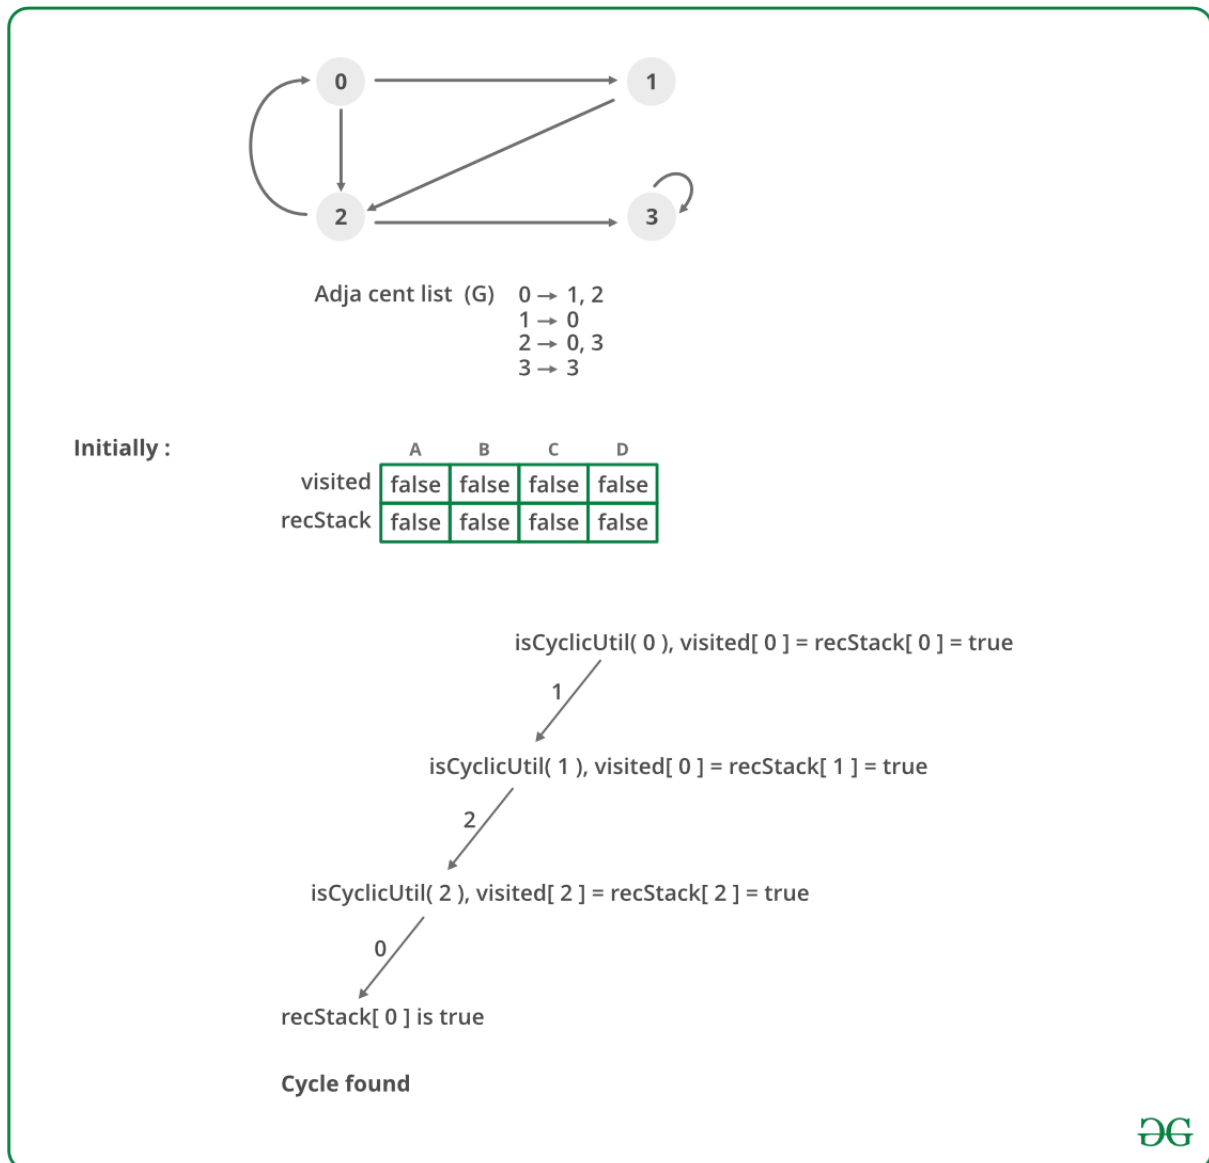 0 1
2 3
Adja cent list (G) 0 → 1, 2
1 → 0
2 → 0, 3
3 → 3
Initially :
A B C D
visited false false false false
recStack false false false false
isCyclicUtil( 0 ), visited[ 0 ] = recStack[ 0 ] = true
1
isCyclicUtil( 1 ), visited[ 0 ] = recStack[ 1 ] = true
2
isCyclicUtil( 2 ), visited[ 2 ] = recStack[ 2 ] = true
0
recStack[ 0 ] is true
Cycle found